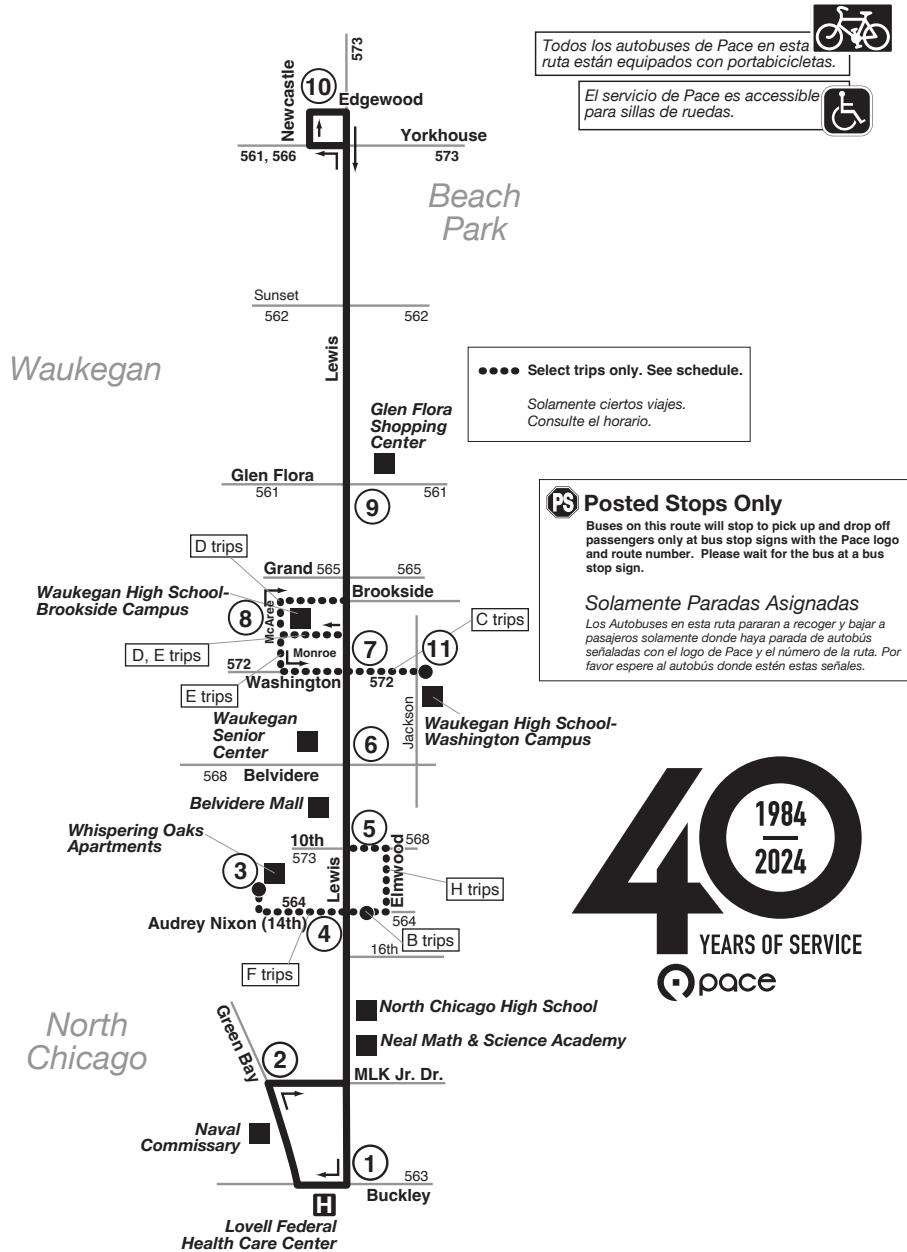 573
Todos los autobuses de Pace en esta
ruta están equipados con portabicicletas.
El servicio de Pace es accessible
para sillas de ruedas.
10
Newcastle
Edgewood
Yorkhouse
561, 566
573
Beach
Park
Sunset
562
562
Lewis
Waukegan
Select trips only. See schedule.
Solamente ciertos viajes.
Consulte el horario.
Glen Flora
Shopping
Center
Glen Flora
561
561
9
PS Posted Stops Only
Buses on this route will stop to pick up and drop off
passengers only at bus stop signs with the Pace logo
and route number. Please wait for the bus at a bus
stop sign.
Solamente Paradas Asignadas
Los Autobuses en esta ruta pararan a recoger y bajar a
pasajeros solamente donde haya parada de autobús
señaladas con el logo de Pace y el número de la ruta. Por
favor espere al autobús donde estén estas señales.
D trips
Grand 565
565
Waukegan High School-
Brookside Campus
Brookside
8
McAree
C trips
D, E trips
Monroe
7
11
572
Washington
572
E trips
Waukegan High School-
Washington Campus
Waukegan
Senior
Center
6
Jackson
568
Belvidere
Belvidere Mall
Whispering Oaks
Apartments
5
10th
573
568
3
Lewis
Elmwood
H trips
564
Audrey Nixon (14th)
4
564
B trips
16th
F trips
40
1984
2024
YEARS OF SERVICE
pace
North Chicago High School
Neal Math & Science Academy
North
Chicago
Green Bay
2
MLK Jr. Dr.
Naval
Commissary
1
563
Buckley
H
Lovell Federal
Health Care Center